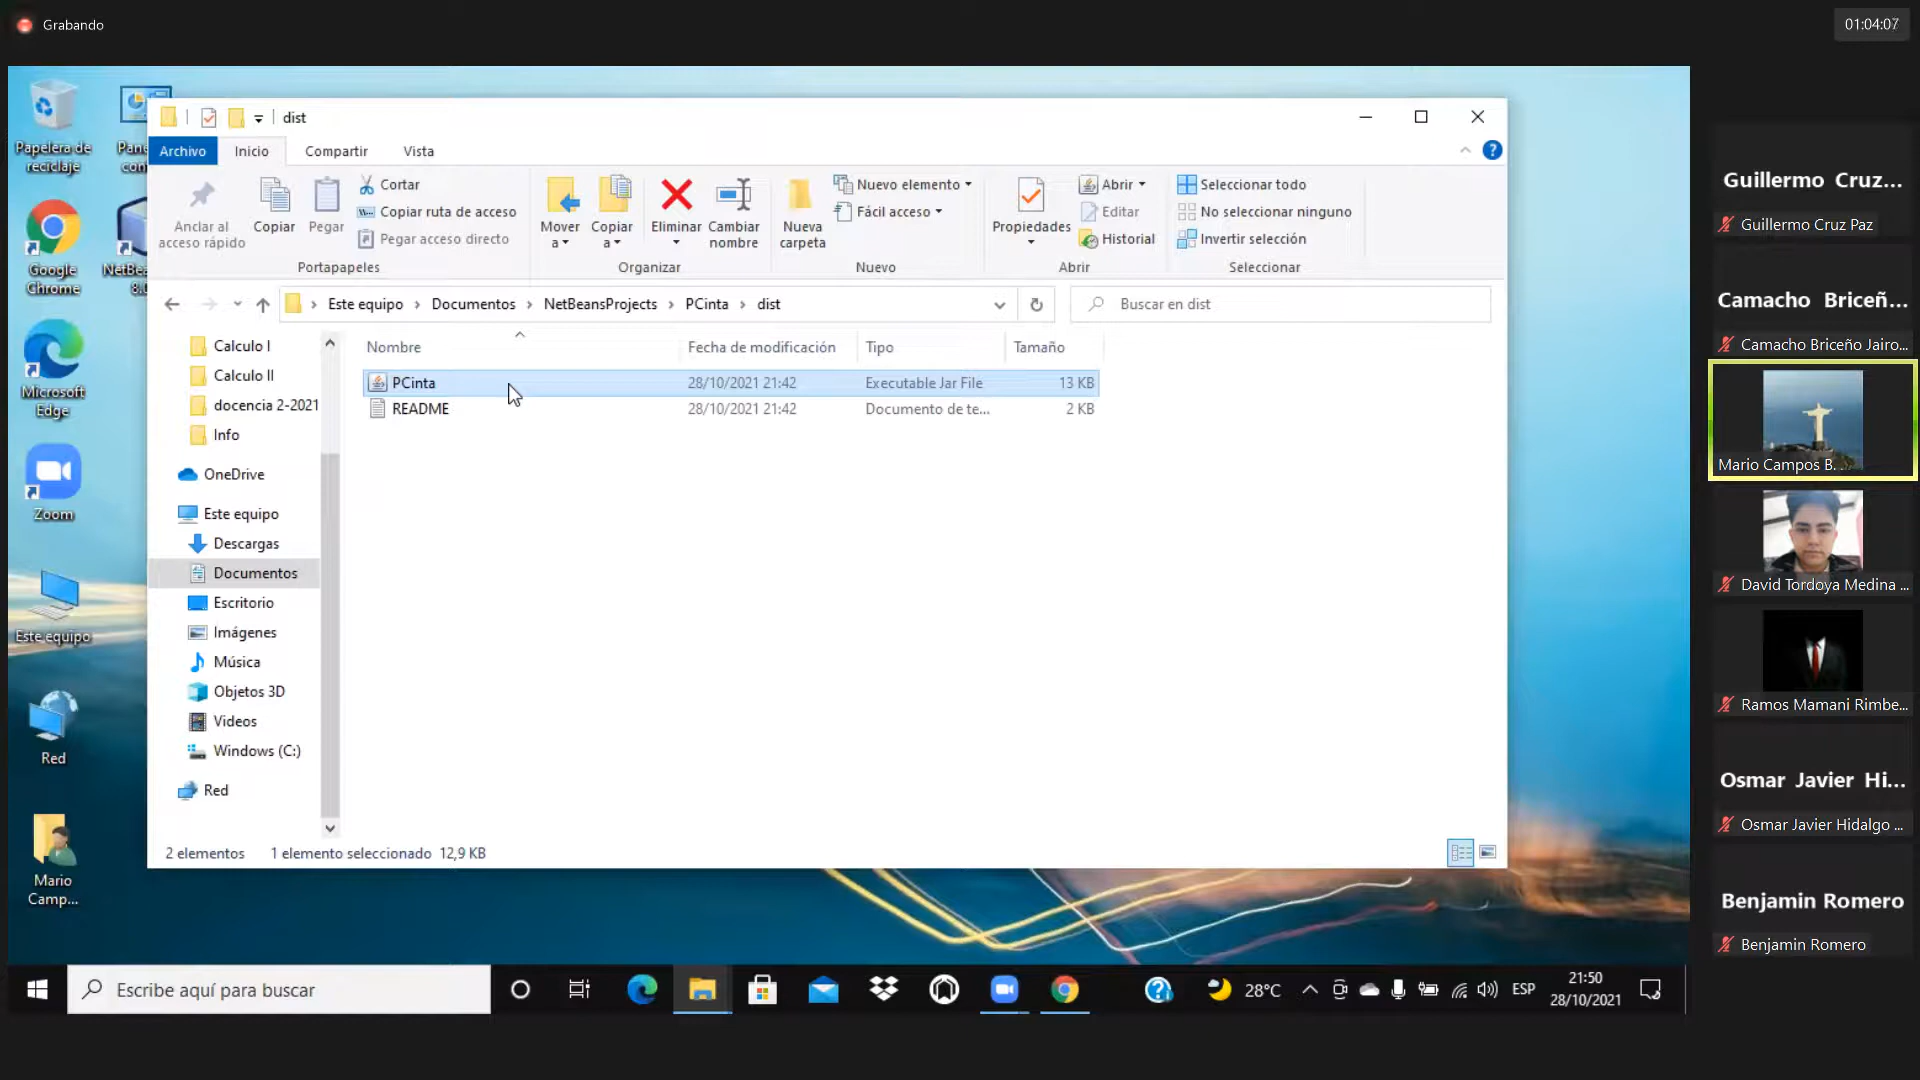 Grabando
01:04:07
Papelera de
reciclaje
Google
Chrome
Microsoft
Edge
Zoom
Este equipo
Red
Mario
Camp...
dist
Archivo
Inicio
Compartir
Vista
Anclar al
acceso rápido
Copiar
Pegar
Cortar
Copiar ruta de acceso
Pegar acceso directo
Portapapeles
Mover
a
Copiar
a
Eliminar
Cambiar
nombre
Organizar
Nueva
carpeta
Nuevo elemento
Fácil acceso
Nuevo
Propiedades
Abrir
Editar
Historial
Abrir
Seleccionar todo
No seleccionar ninguno
Invertir selección
Seleccionar
Este equipo > Documentos > NetBeansProjects > PCinta > dist
Buscar en dist
Calculo I
Calculo II
docencia 2-2021
Info
OneDrive
Este equipo
Descargas
Documentos
Escritorio
Imágenes
Música
Objetos 3D
Videos
Windows (C:)
Red
Nombre Fecha de modificación Tipo Tamaño
PCinta 28/10/2021 21:42 Executable Jar File 13 KB
README 28/10/2021 21:42 Documento de te... 2 KB
2 elementos 1 elemento seleccionado 12,9 KB
Escribe aquí para buscar
28°C
ESP
21:50
28/10/2021
Guillermo Cruz...
Guillermo Cruz Paz
Camacho Briceñ...
Camacho Briceño Jairo...
Mario Campos B...
David Tordoya Medina ...
Ramos Mamani Rimbe...
Osmar Javier Hi...
Osmar Javier Hidalgo ...
Benjamin Romero
Benjamin Romero